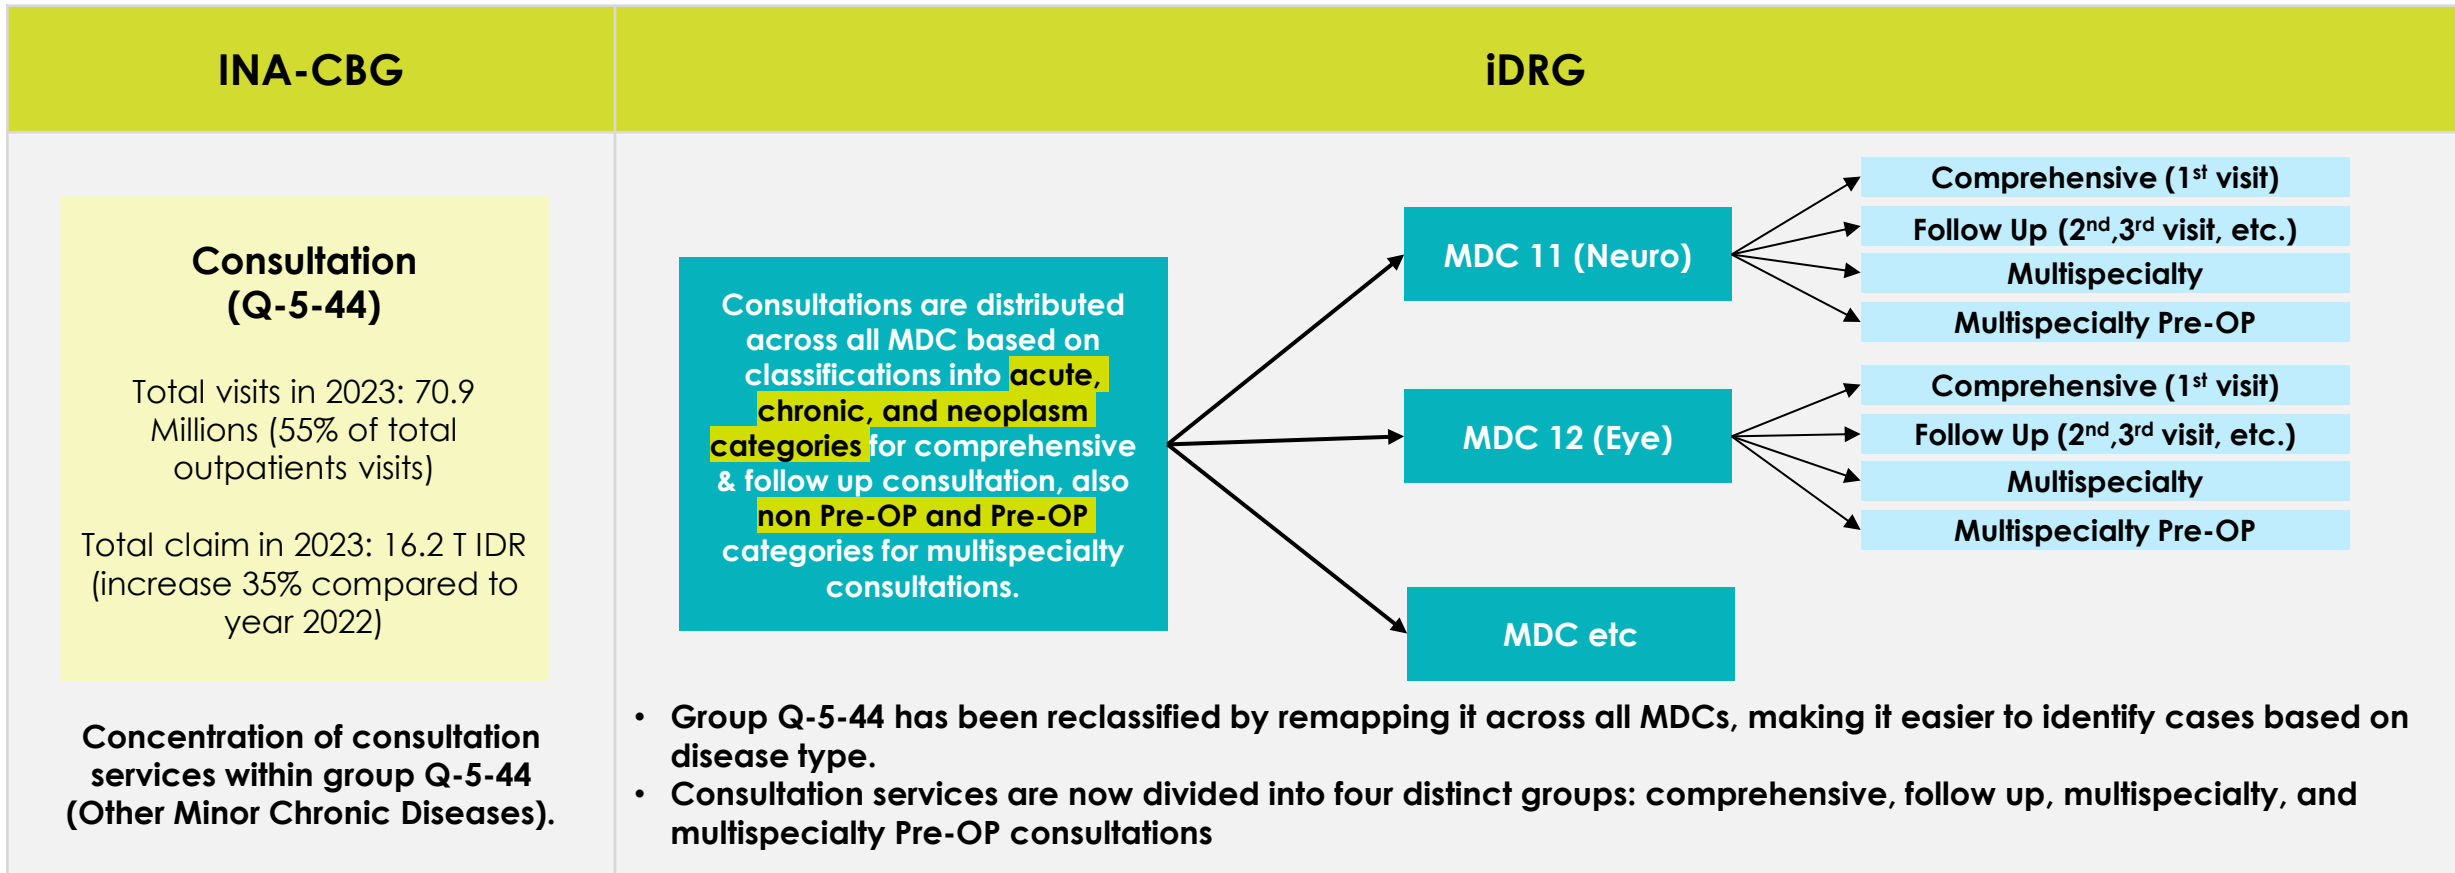 INA-CBG
iDRG
Consultation
(Q-5-44)
Total visits in 2023: 70.9
Millions (55% of total
outpatients visits)
Total claim in 2023: 16.2 T IDR
(increase 35% compared to
year 2022)
Concentration of consultation
services within group Q-5-44
(Other Minor Chronic Diseases).
Consultations are distributed
across all MDC based on
classifications into acute,
chronic, and neoplasm
categories for comprehensive
& follow up consultation, also
non Pre-OP and Pre-OP
categories for multispecialty
consultations.
MDC 11 (Neuro)
Comprehensive (1st visit)
Follow Up (2nd,3rd visit, etc.)
Multispecialty
Multispecialty Pre-OP
MDC 12 (Eye)
Comprehensive (1st visit)
Follow Up (2nd,3rd visit, etc.)
Multispecialty
Multispecialty Pre-OP
MDC etc
• Group Q-5-44 has been reclassified by remapping it across all MDCs, making it easier to identify cases based on
disease type.
• Consultation services are now divided into four distinct groups: comprehensive, follow up, multispecialty, and
multispecialty Pre-OP consultations